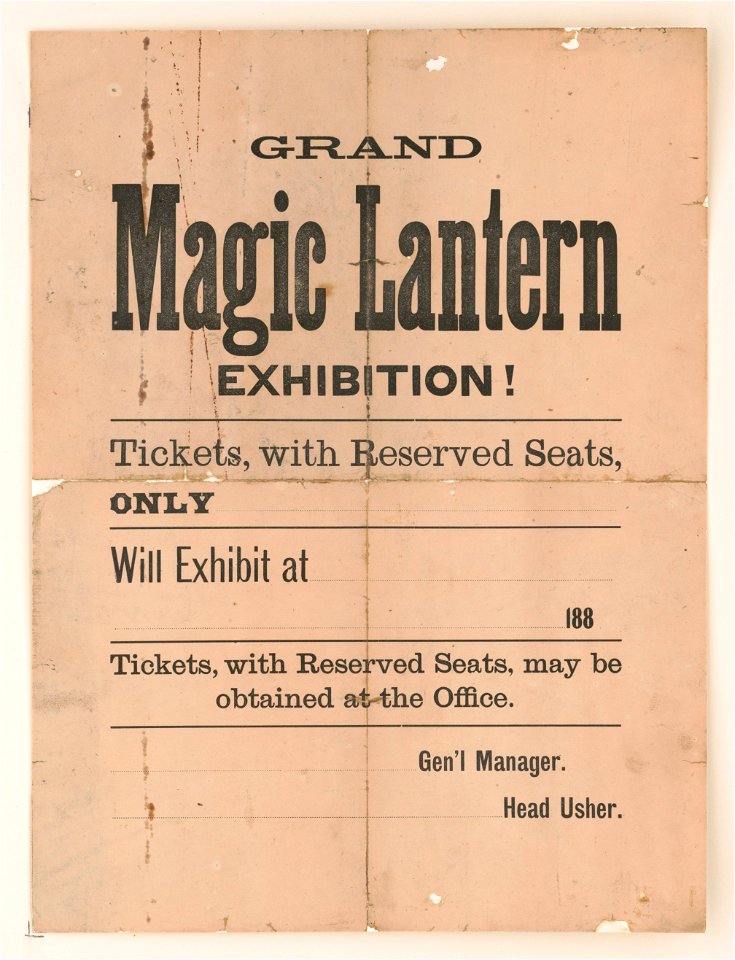 GRAND
Magic Lantern
EXHIBITION!
Tickets, with Reserved Seats,
ONLY
Will Exhibit at
188
Tickets, with Reserved Seats, may be
obtained at the Office.
Gen'l Manager.
Head Usher.